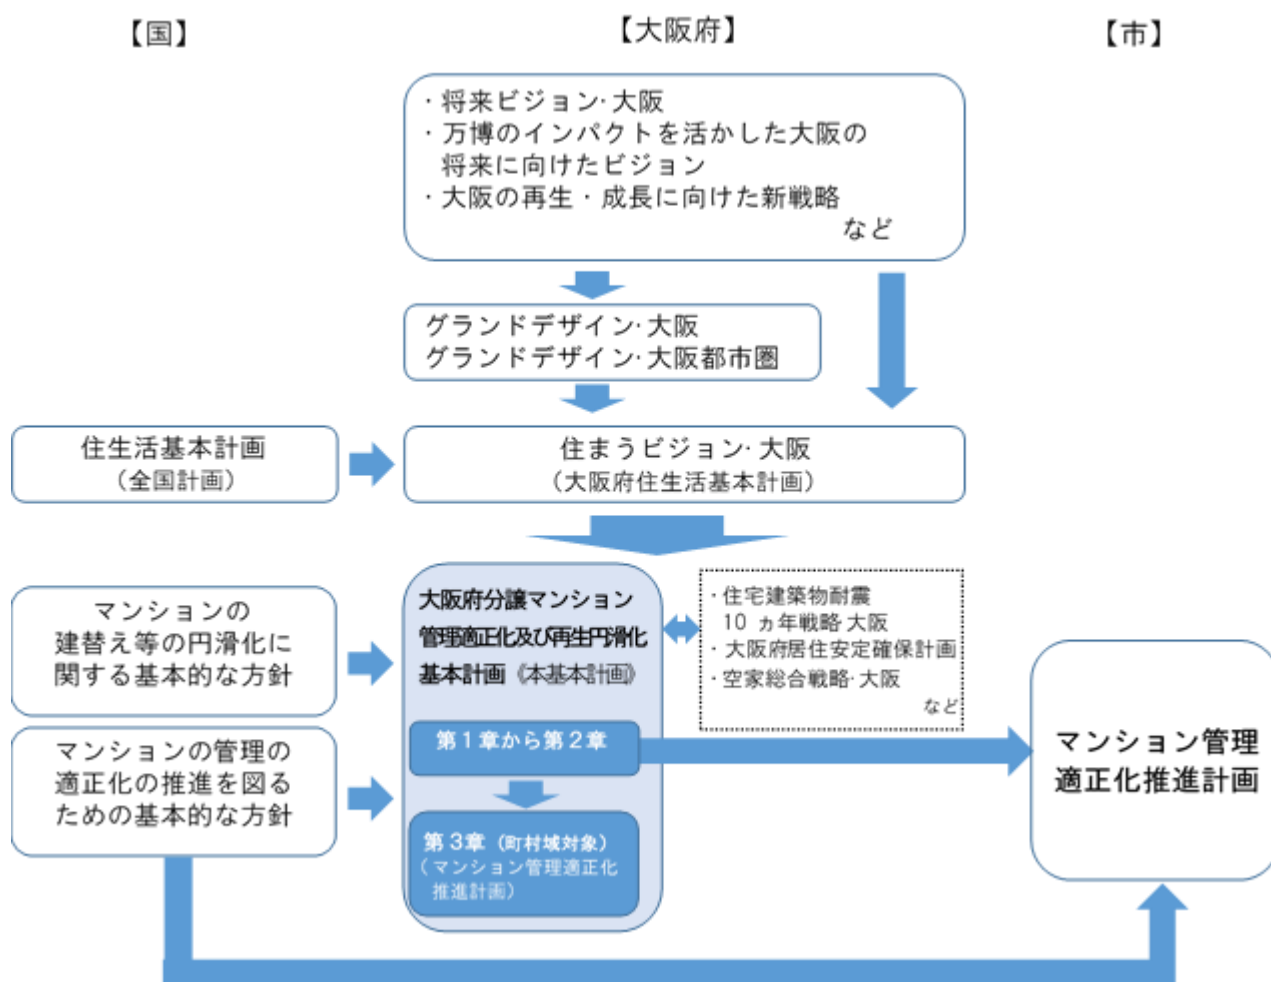 【国】
【大阪府】
【市】
・将来ビジョン・大阪
・万博のインパクトを活かした大阪の
将来に向けたビジョン
・大阪の再生・成長に向けた新戦略
など
グランドデザイン・大阪
グランドデザイン・大阪都市圏
住生活基本計画
(全国計画)
住まうビジョン・大阪
(大阪府住生活基本計画)
マンションの
建替え等の円滑化に
関する基本的な方針
マンションの管理の
適正化の推進を図る
ための基本的な方針
大阪府分譲マンション
管理適正化及び再生円滑化
基本計画《本基本計画》
第1章から第2章
第3章(町村域対象)
(マンション管理適正化
推進計画)
・住宅建築物耐震
10ヵ年戦略・大阪
・大阪府居住安定確保計画
・空家総合戦略・大阪
など
マンション管理
適正化推進計画